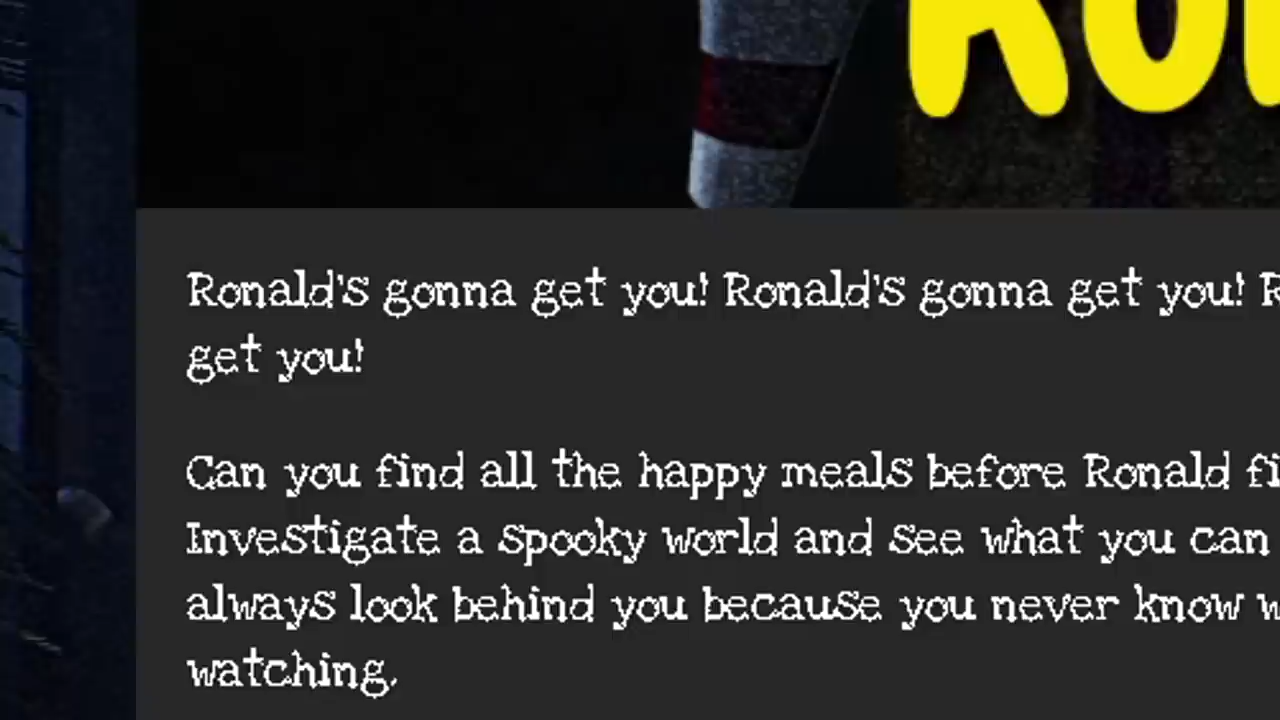 Ronald's gonna get you! Ronald's gonna get you!
get you!
Can you find all the happy meals before Ronald
Investigate a spooky world and see what you can
always look behind you because you never know
watching.